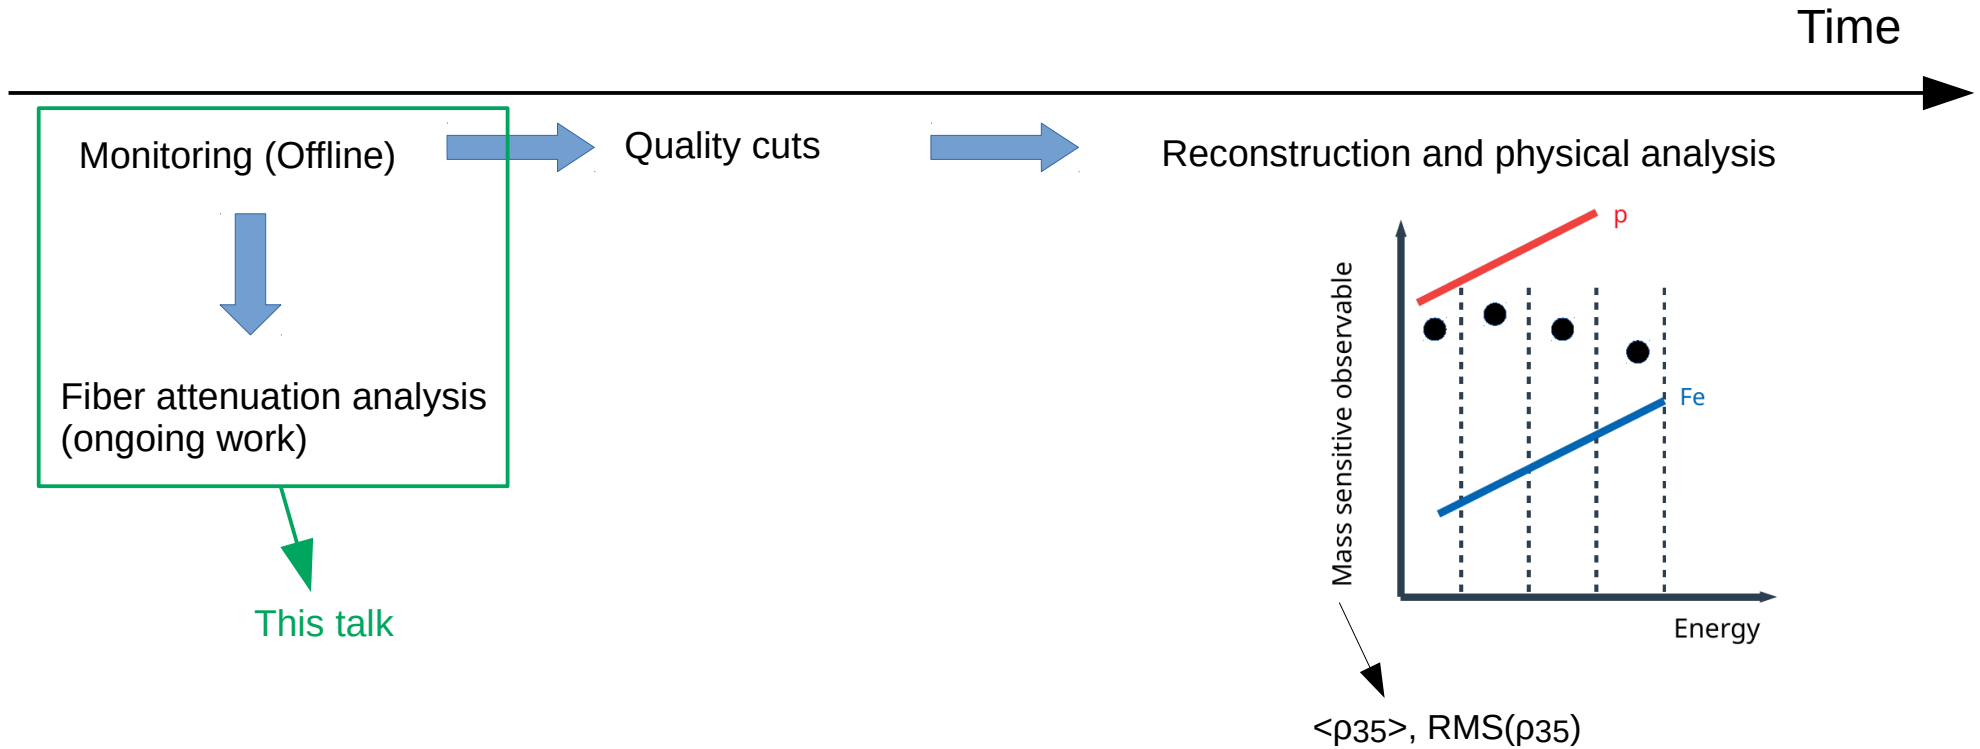 Time
Monitoring (Offline)
Quality cuts
Reconstruction and physical analysis
Fiber attenuation analysis
(ongoing work)
This talk
p
Fe
Mass sensitive observable
Energy
<ρ35>, RMS(ρ35)